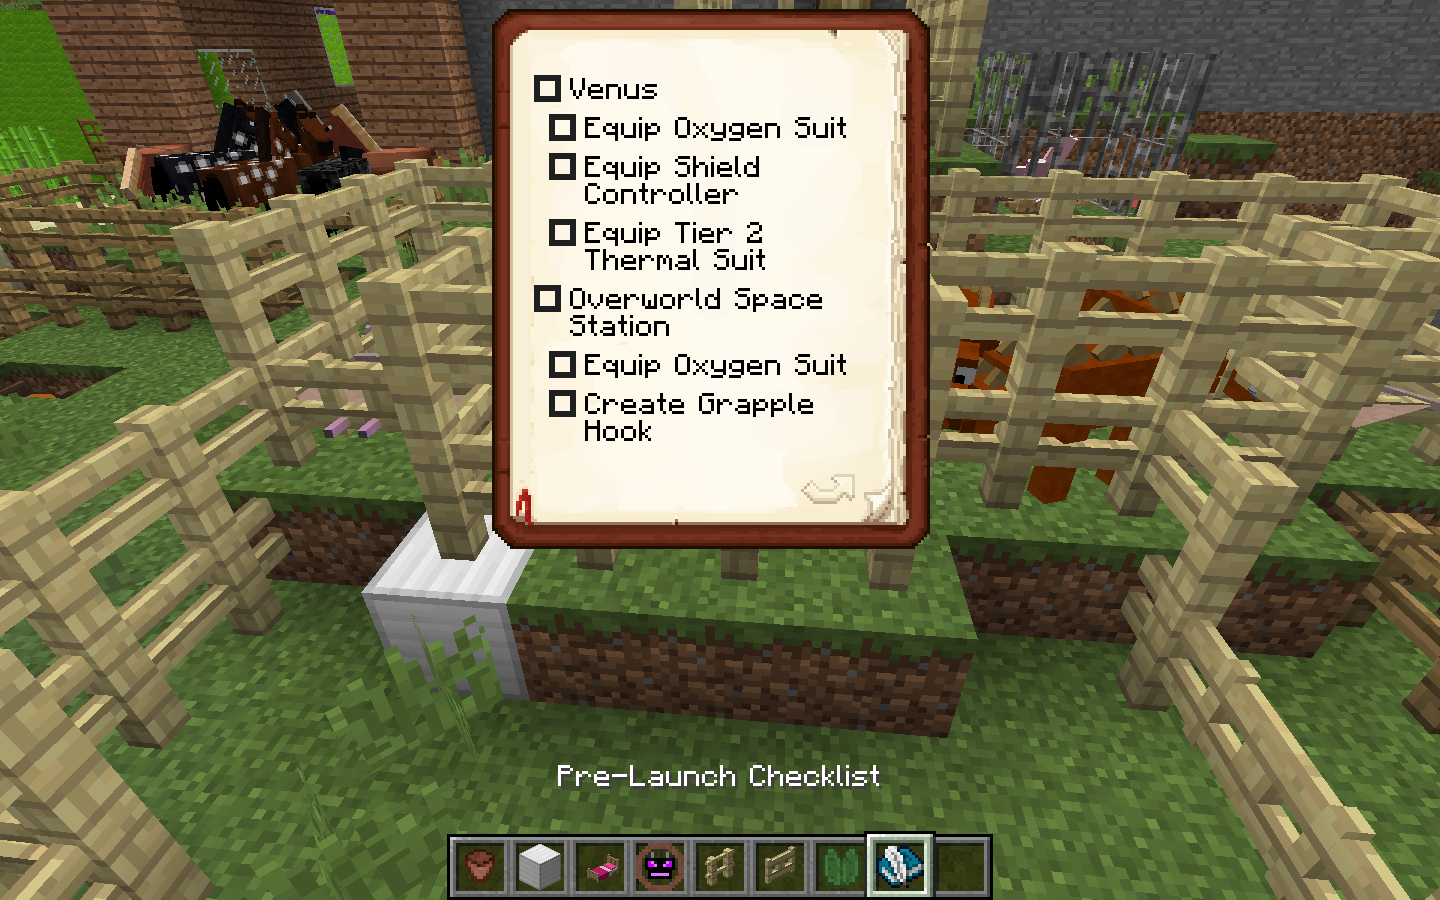 Venus
Equip Oxygen Suit
Equip Shield
Controller
Equip Tier 2
Thermal Suit
Overworld Space
Station
Equip Oxygen Suit
Create Grapple
Hook
Pre-Launch Checklist